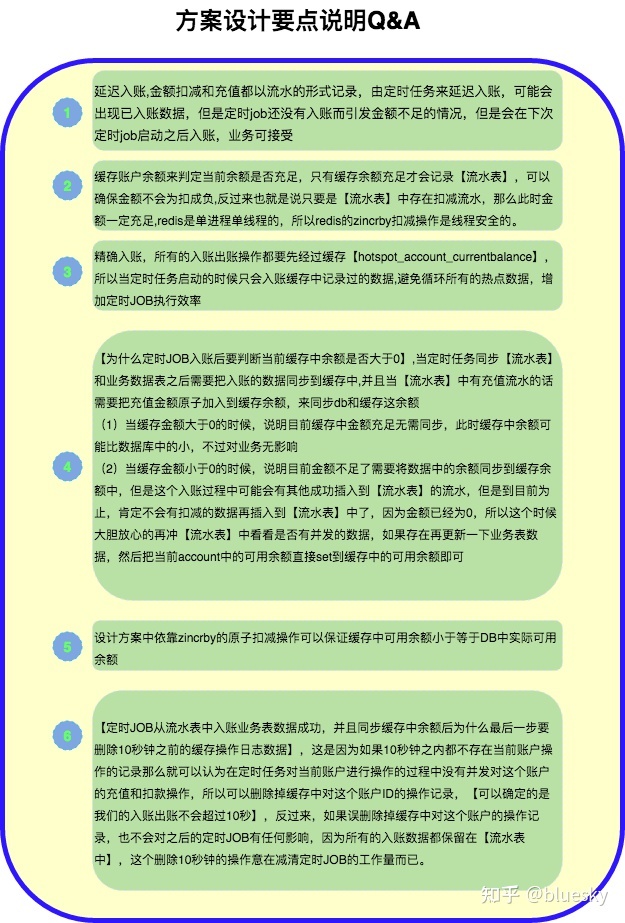 方案设计要点说明Q&A
1
延迟入账,金额扣减和充值都以流水的形式记录，由定时任务来延迟入账，可能会
出现已入账数据，但是定时job还没有入账而引发金额不足的情况，但是会在下次
定时job启动之后入账，业务可接受
2
缓存账户余额来判定当前余额是否充足，只有缓存余额充足才会记录【流水表】，可以
确保金额不会为扣成负,反过来也就是说只要是【流水表】中存在扣减流水，那么此时金
额一定充足,redis是单进程单线程的，所以redis的zincrby扣减操作是线程安全的。
3
精确入账，所有的入账出账操作都要先经过缓存【hotspot_account_currentbalance】，
所以当定时任务启动的时候只会入账缓存中记录过的数据,避免循环所有的热点数据，增
加定时JOB执行效率
4
【为什么定时JOB入账后要判断当前缓存中余额是否大于0】,当定时任务同步【流水表】
和业务数据表之后需要把入账的数据同步到缓存中,并且当【流水表】中有充值流水的话
需要把充值金额原子加入到缓存余额，来同步db和缓存这余额
（1）当缓存金额大于0的时候，说明目前缓存中金额充足无需同步，此时缓存中余额可
能比数据库中的小，不过对业务无影响
（2）当缓存金额小于0的时候，说明目前金额不足了需要将数据中的余额同步到缓存余
额中，但是这个入账过程中可能会有其他成功插入到【流水表】的流水，但是到目前为
止，肯定不会有扣减的数据再插入到【流水表】中了，因为金额已经为0，所以这个时候
大胆放心的再冲【流水表】中看看是否有并发的数据，如果存在再更新一下业务表数
据，然后把当前account中的可用余额直接set到缓存中的可用余额即可
5
设计方案中依靠zincrby的原子扣减操作可以保证缓存中可用余额小于等于DB中实际可用
余额
6
【定时JOB从流水表中入账业务表数据成功，并且同步缓存中余额后为什么最后一步要
删除10秒钟之前的缓存操作日志数据】，这是因为如果10秒钟之内都不存在当前账户操
作的记录那么就可以认为在定时任务对当前账户进行操作的过程中没有并发对这个账户
的充值和扣款操作，所以可以删除掉缓存中对这个账户ID的操作记录，【可以确定的是
我们的入账出账不会超过10秒】，反过来，如果误删除掉缓存中对这个账户的操作记
录，也不会对之后的定时JOB有任何影响，因为所有的入账数据都保留在【流水表
中】，这个删除10秒钟的操作意在减清定时JOB的工作量而已。
知乎 @bluesky